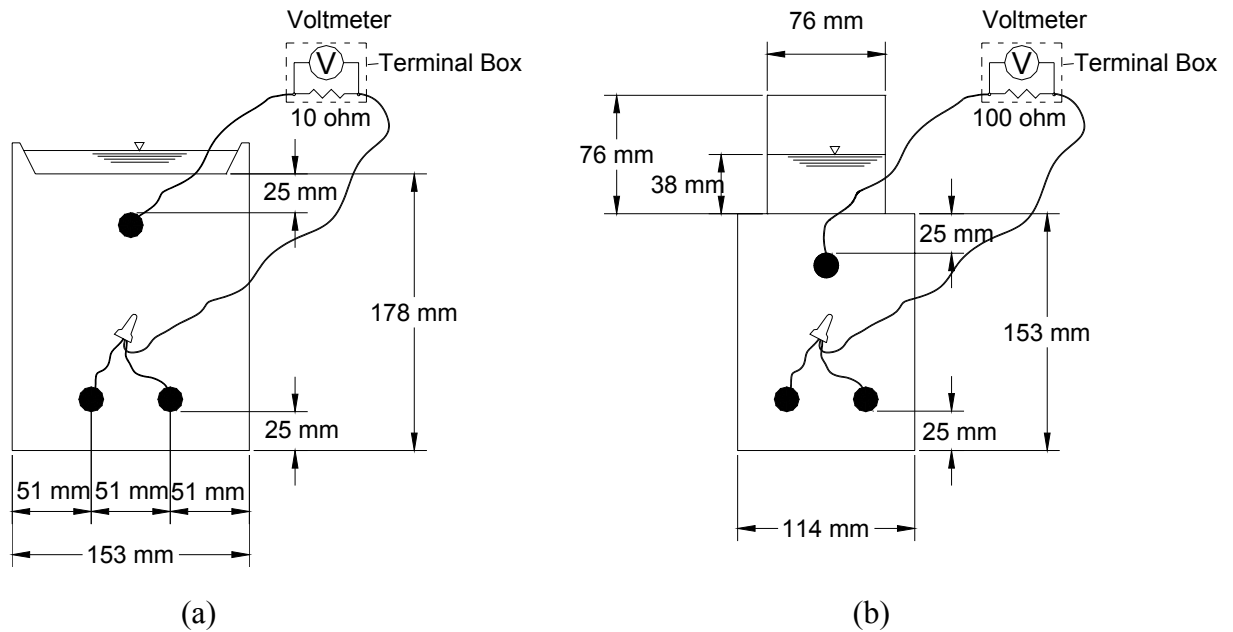 Voltmeter
V
Terminal Box
10 ohm
25 mm
178 mm
25 mm
51 mm 51 mm 51 mm
153 mm
(a)
76 mm
Voltmeter
V
Terminal Box
100 ohm
76 mm
38 mm
25 mm
153 mm
25 mm
114 mm
(b)